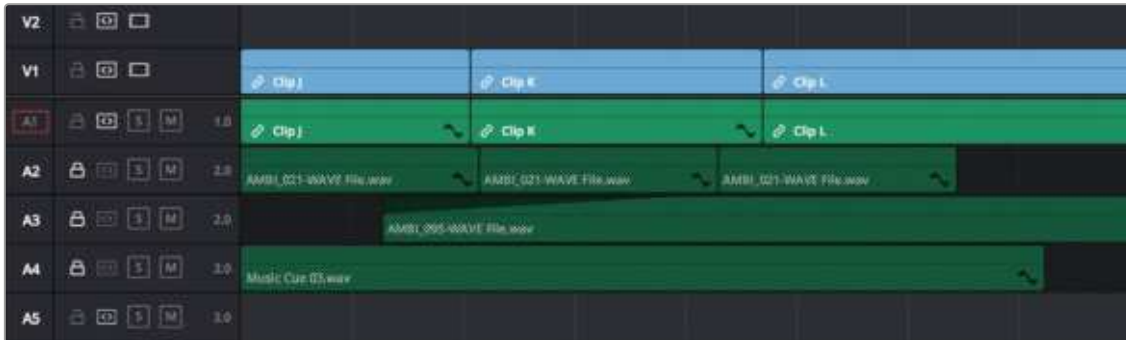 V2
V1
Clip J Clip K Clip L
A1 S M 1.0 Clip J Clip K Clip L
A2 S M 2.0 AMBI_021-WAVE File.wav AMBI_021-WAVE File.wav AMBI_021-WAVE File.wav
A3 S M 2.0 AMBI_095-WAVE File.wav
A4 S M 2.0 Music Cue 03.wav
A5 S M 2.0